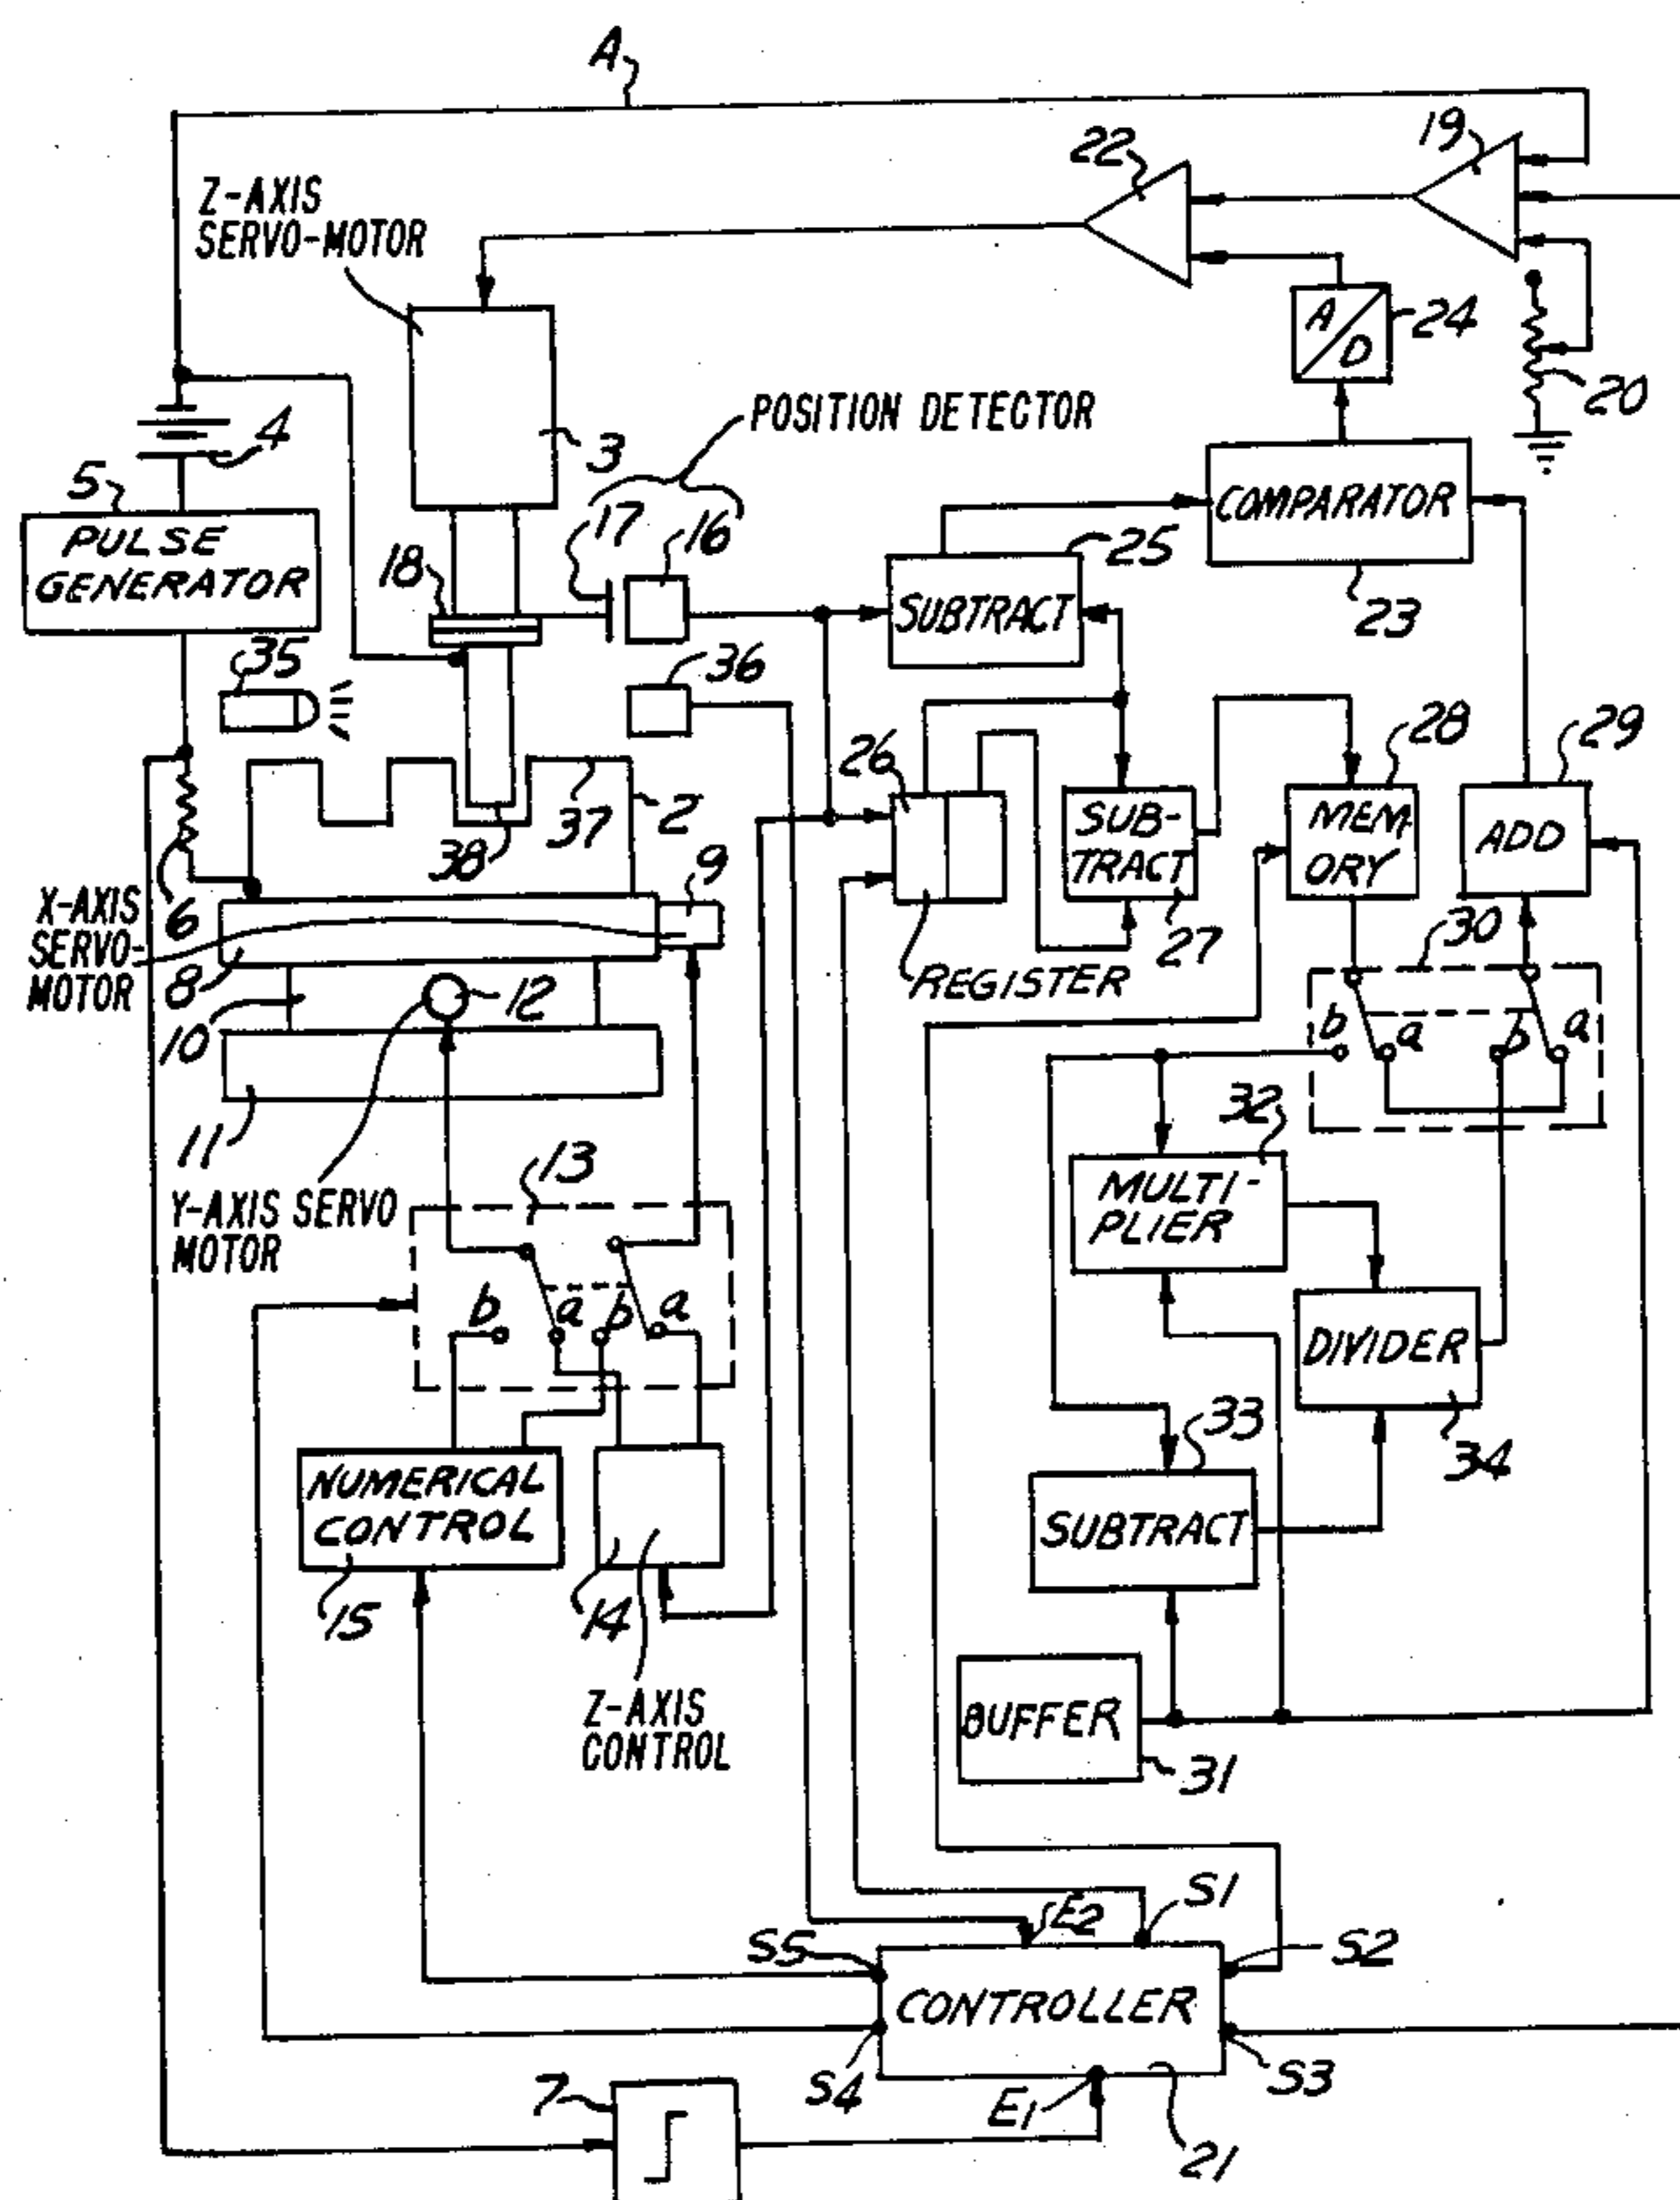 A
22
19
Z-AXIS
SERVO-MOTOR
A/D
24
20
4
3
POSITION DETECTOR
5
PULSE
GENERATOR
17
16
18
25
COMPARATOR
23
SUBTRACT
35
36
26
28
29
37
2
38
SUB-
TRACT
27
MEM-
ORY
ADD
X-AXIS
SERVO-
MOTOR
6
9
8
10
12
REGISTER
30
b
a
b
a
11
13
32
Y-AXIS SERVO
MOTOR
MULTI-
PLIER
b
a
b
a
DIVIDER
34
33
NUMERICAL
CONTROL
15
14
SUBTRACT
Z-AXIS
CONTROL
BUFFER
31
E2
S1
S5
S2
CONTROLLER
S4
S3
E1
21
7